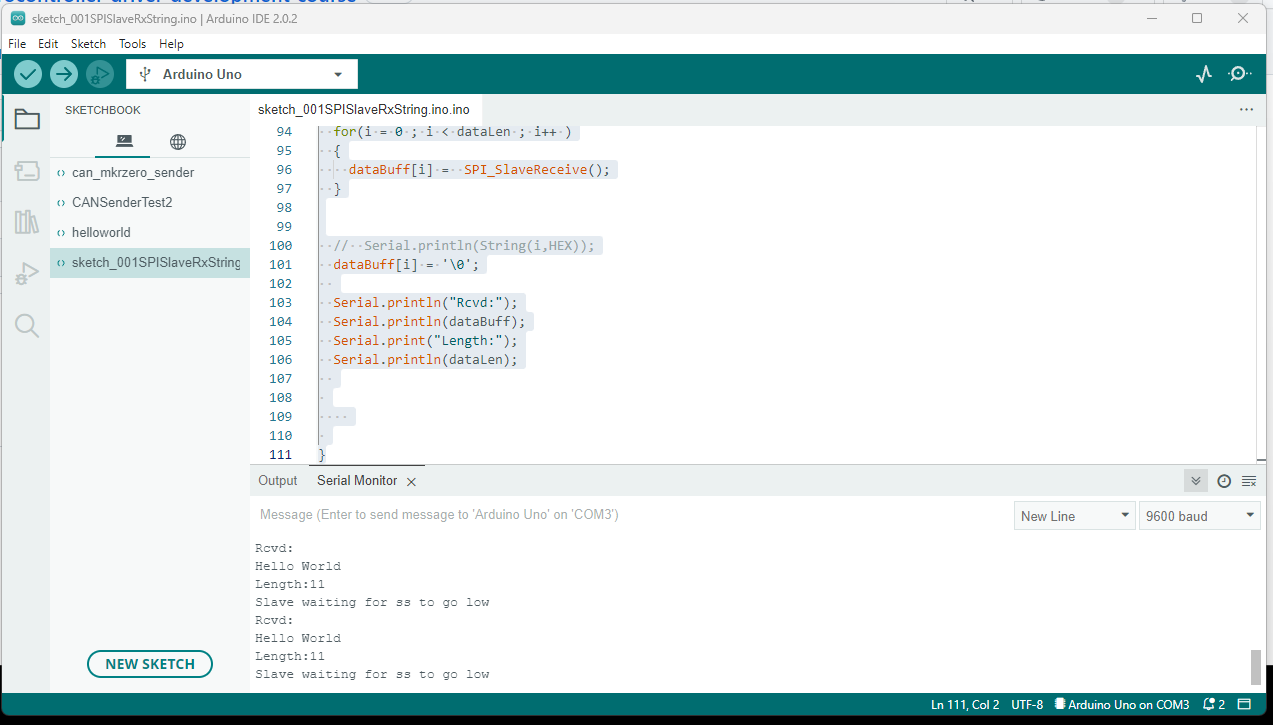 ocontroller driver development course
sketch_001SPISlaveRxString.ino | Arduino IDE 2.0.2
File Edit Sketch Tools Help
Arduino Uno
SKETCHBOOK
can_mkrzero_sender
CANSenderTest2
helloworld
sketch_001SPISlaveRxString
NEW SKETCH
sketch_001SPISlaveRxString.ino.ino
94 for(i = 0 ; i < dataLen ; i++ )
95 {
96 dataBuff[i] = SPI_SlaveReceive();
97 }
98
99
100 // Serial.println(String(i,HEX));
101 dataBuff[i] = '\0';
102
103 Serial.println("Rcvd:");
104 Serial.println(dataBuff);
105 Serial.print("Length:");
106 Serial.println(dataLen);
107
108
109
110
111 }
Output Serial Monitor
Message (Enter to send message to 'Arduino Uno' on 'COM3')
New Line 9600 baud
Rcvd:
Hello World
Length:11
Slave waiting for ss to go low
Rcvd:
Hello World
Length:11
Slave waiting for ss to go low
Ln 111, Col 2 UTF-8 Arduino Uno on COM3 2